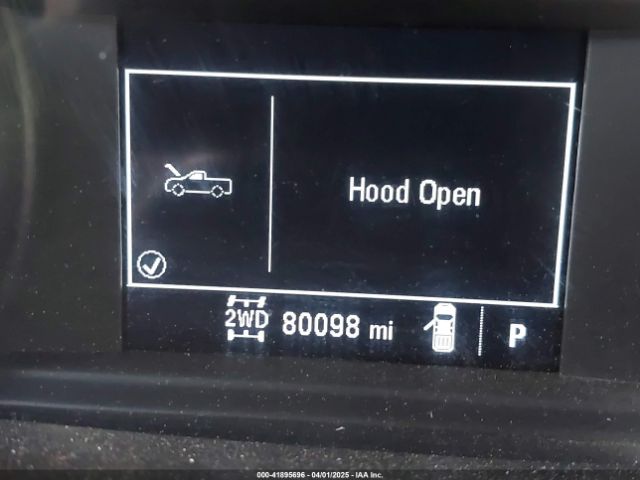 Hood Open
2WD 80098 mi P
000-41895696 - 04/01/2025 - IAA Inc.